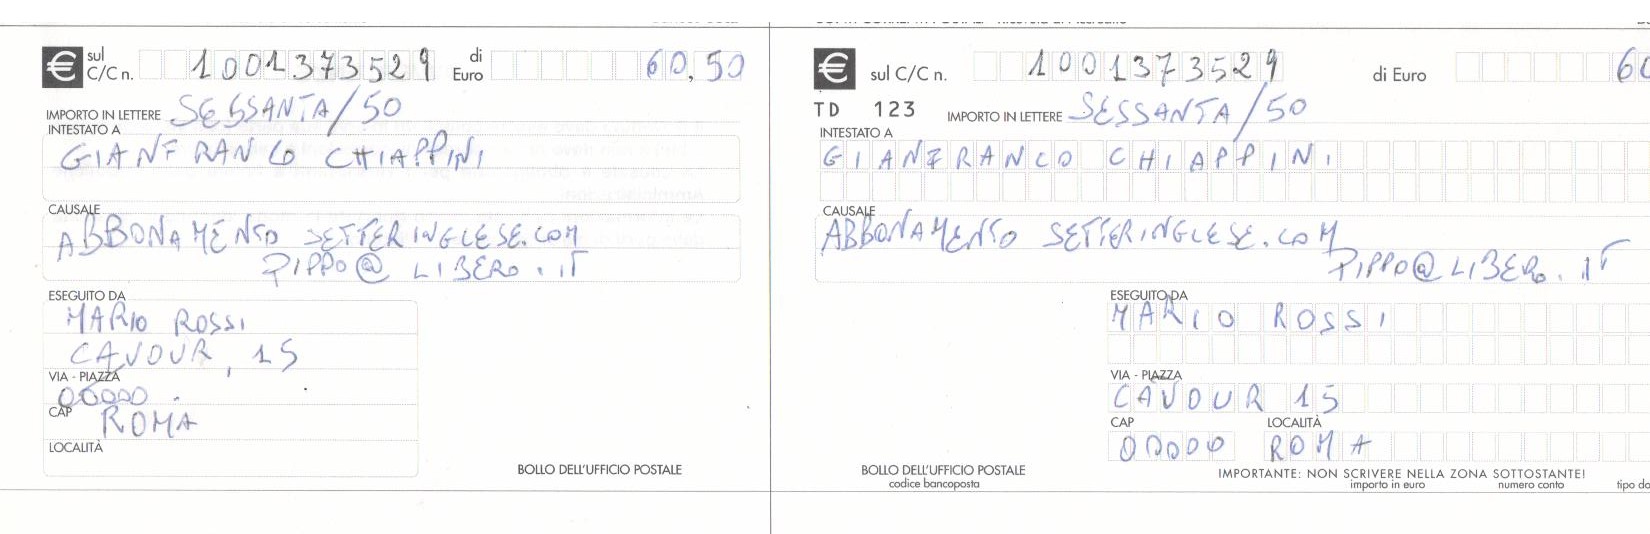 € sul C/C n. 1001373529 di Euro 60,50
IMPORTO IN LETTERE SESSANTA/50
INTESTATO A
GIANFRANCO CHIAPPINI
CAUSALE
ABBONAMENTO SETTERINGLESE.COM
PIPPO@LIBERO.IT
ESEGUITO DA
MARIO ROSSI
CAVOUR, 15
VIA - PIAZZA
00000
CAP ROMA
LOCALITÀ
BOLLO DELL'UFFICIO POSTALE
€ sul C/C n. 1001373529 di Euro 60
TD 123 IMPORTO IN LETTERE SESSANTA/50
INTESTATO A
GIANFRANCO CHIAPPINI
CAUSALE
ABBONAMENTO SETTERINGLESE.COM
PIPPO@LIBERO.IT
ESEGUITO DA
MARIO ROSSI
VIA - PIAZZA
CAVOUR 15
CAP LOCALITÀ
00000 ROMA
BOLLO DELL'UFFICIO POSTALE
codice bancoposta
IMPORTANTE: NON SCRIVERE NELLA ZONA SOTTOSTANTE!
importo in euro numero conto tipo do